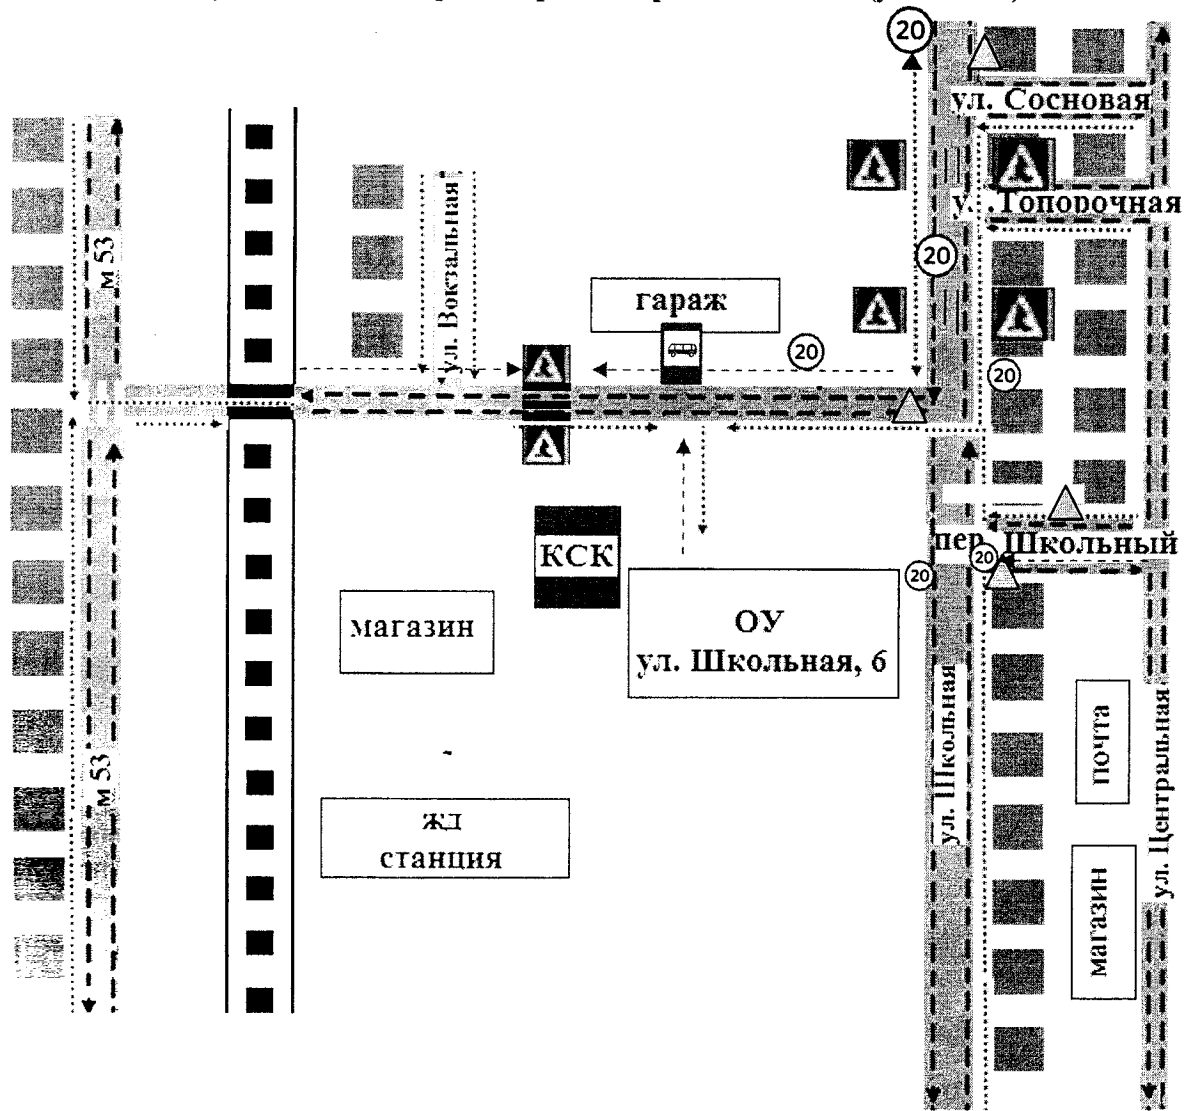 20
ул. Сосновая
ул. Топорочная
м 53
ул. Вокзальная
20
гараж
20
20
КСК
пер. Школьный
20
20
магазин
ОУ
ул. Школьная, 6
м 53
жд
станция
ул. Школьная
почта
магазин
ул. Центральная